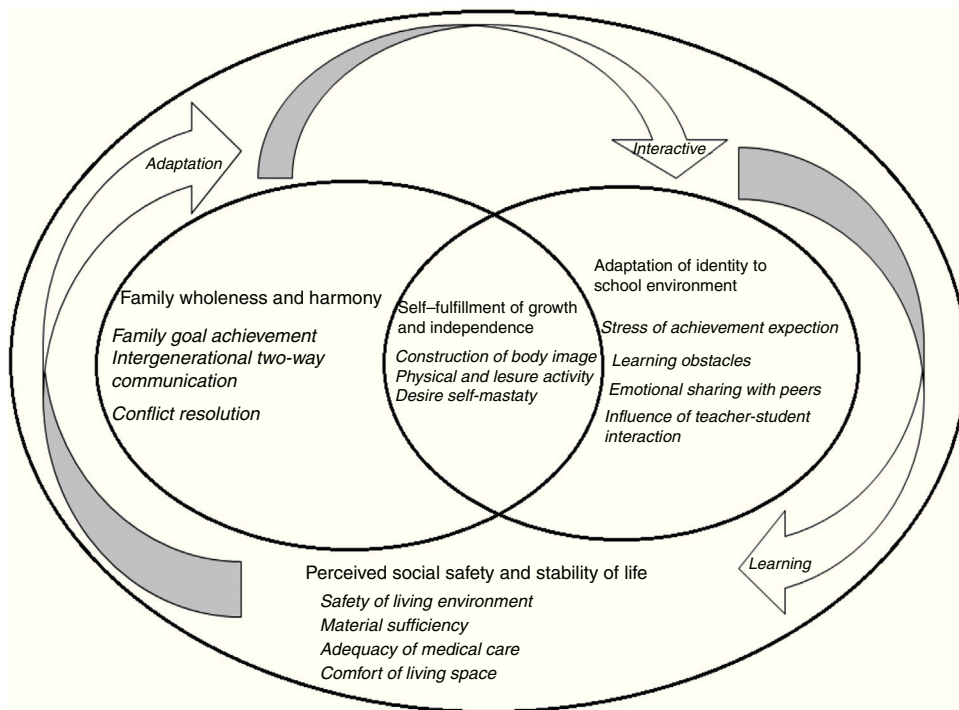 Adaptation
Interactive
Family wholeness and harmony
Family goal achievement
Intergenerational two-way
communication
Conflict resolution
Self–fulfillment of growth
and independence
Construction of body image
Physical and lesure activity
Desire self-mastaty
Adaptation of identity to
school environment
Stress of achievement expection
Learning obstacles
Emotional sharing with peers
Influence of teacher-student
interaction
Learning
Perceived social safety and stability of life
Safety of living environment
Material sufficiency
Adequacy of medical care
Comfort of living space